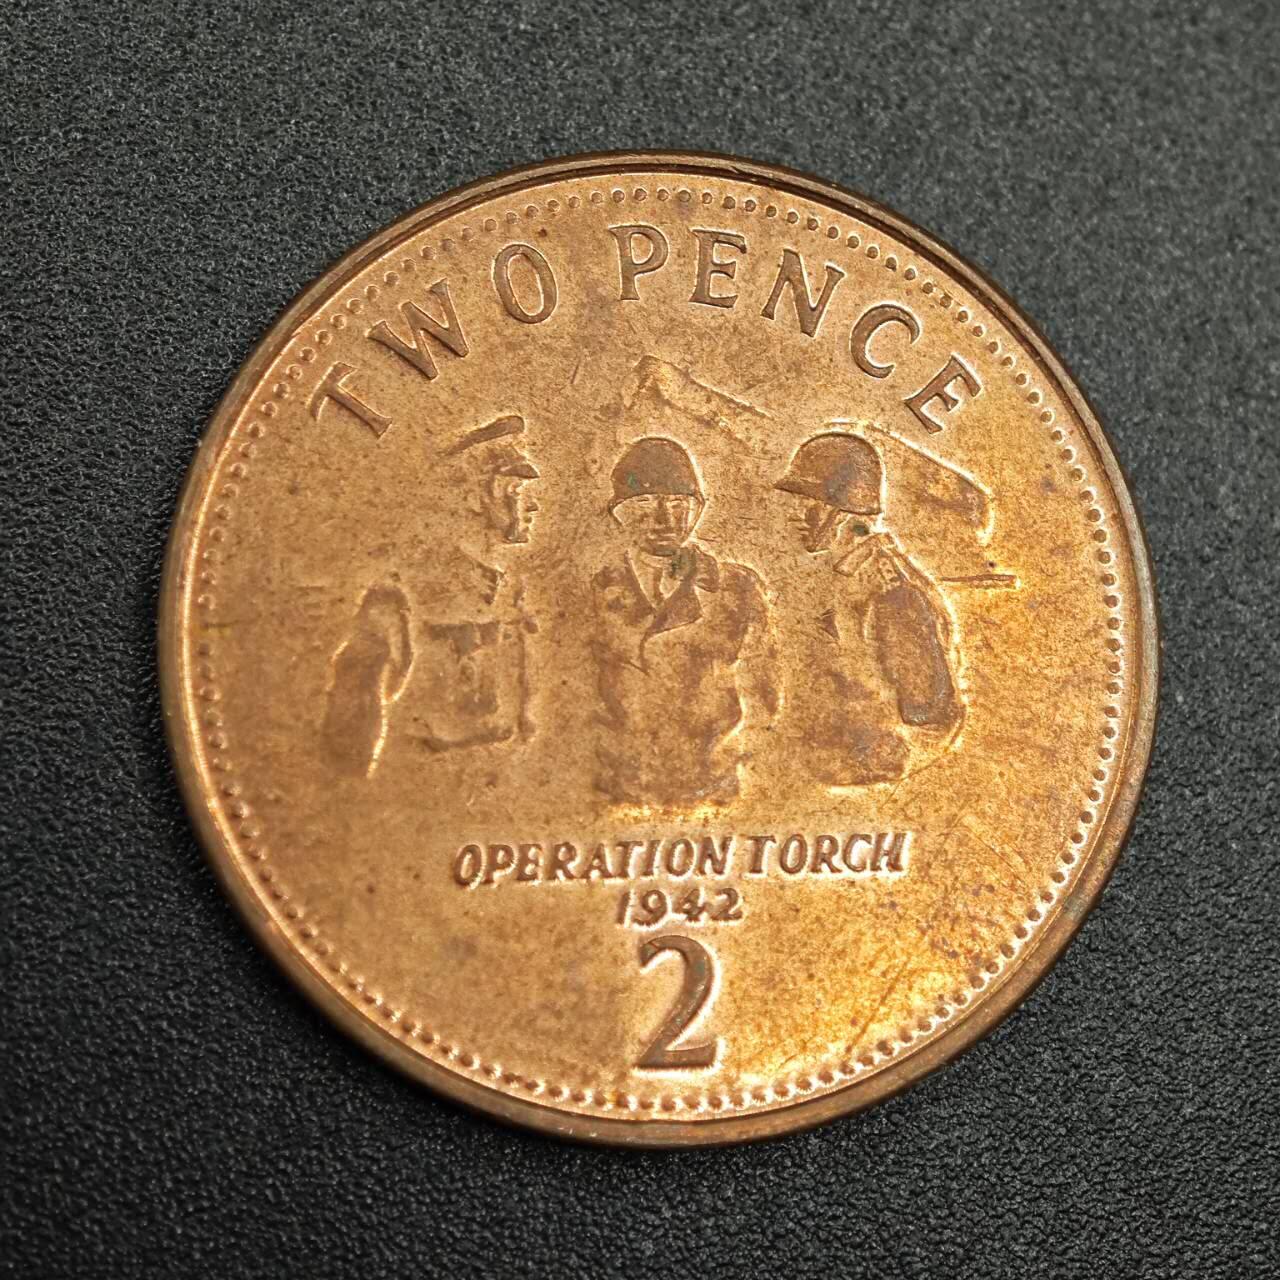 TWO PENCE
OPERATION TORCH
1942
2